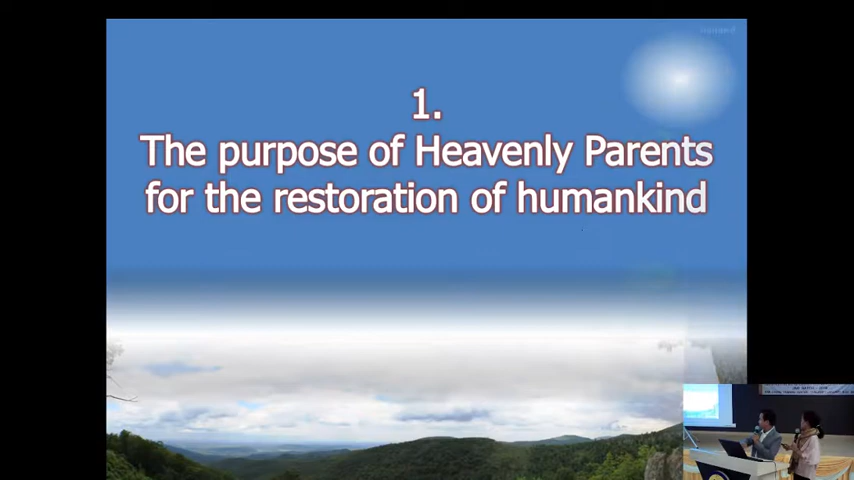 1.
The purpose of Heavenly Parents
for the restoration of humankind